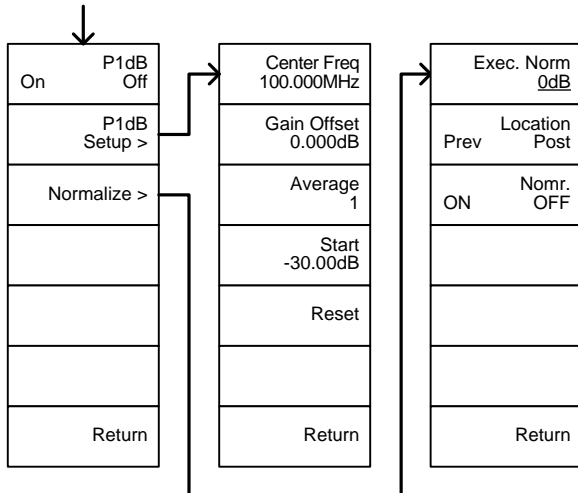 P1dB
On Off
P1dB
Setup >
Normalize >
Return
Center Freq
100.000MHz
Gain Offset
0.000dB
Average
1
Start
-30.00dB
Reset
Return
Exec. Norm
0dB
Location
Prev Post
Nomr.
ON OFF
Return